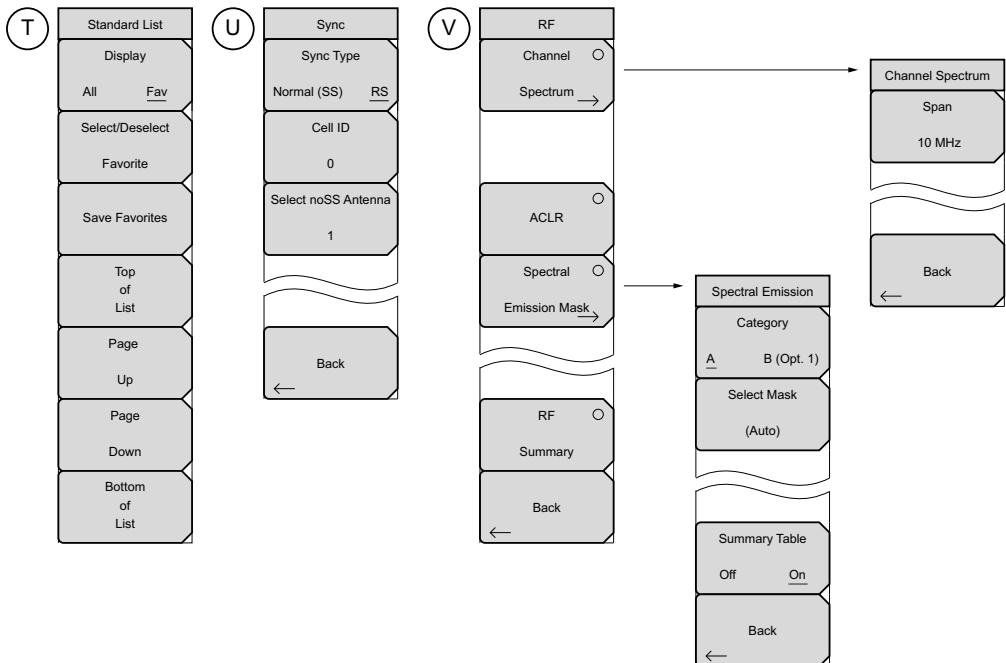 T
Standard List
Display
All Fav
Select/Deselect
Favorite
Save Favorites
Top
of
List
Page
Up
Page
Down
Bottom
of
List
U
Sync
Sync Type
Normal (SS) RS
Cell ID
0
Select noSS Antenna
1
Back
V
RF
Channel
Spectrum
ACLR
Spectral
Emission Mask
RF
Summary
Back
Spectral Emission
Category
A B (Opt. 1)
Select Mask
(Auto)
Summary Table
Off On
Back
Channel Spectrum
Span
10 MHz
Back